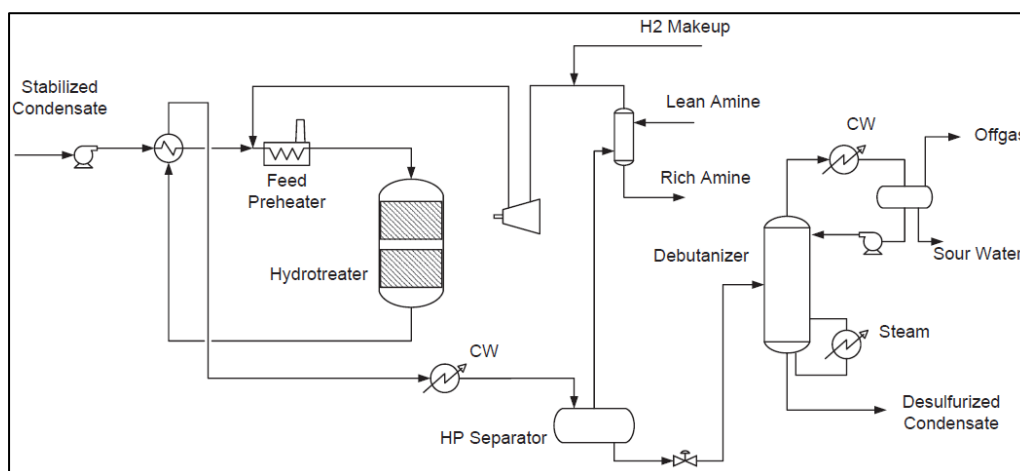 H2 Makeup
Stabilized
Condensate
Lean Amine
CW
Offgas
Feed
Preheater
Rich Amine
Hydrotreater
Debutanizer
Sour Water
CW
Steam
HP Separator
Desulfurized
Condensate